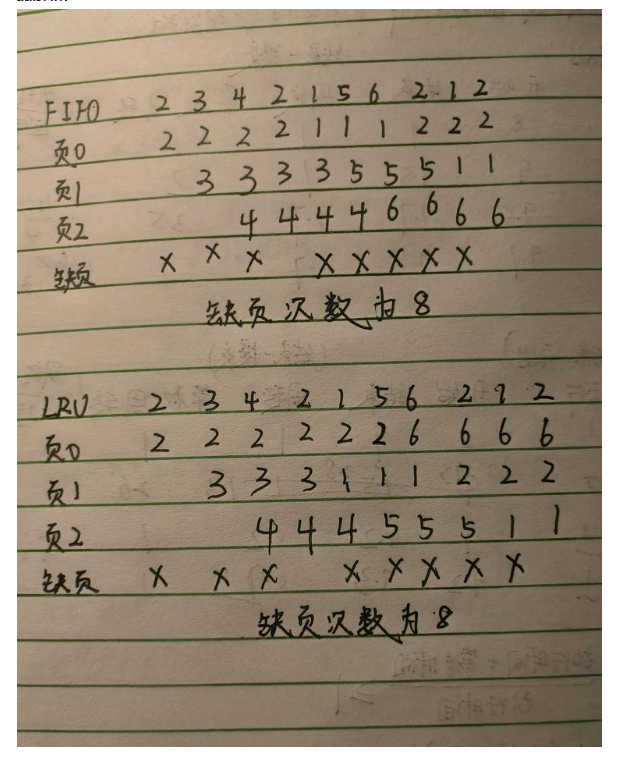 FIFO 2 3 4 2 1 5 6 2 1 2
页0 2 2 2 2 1 1 1 2 2 2
页1 3 3 3 3 5 5 5 1 1
页2 4 4 4 4 6 6 6 6
缺页 × × × × × × × ×
缺页次数为8
LRU 2 3 4 2 1 5 6 2 1 2
页0 2 2 2 2 2 2 6 6 6 6
页1 3 3 3 1 1 1 2 2 2
页2 4 4 4 5 5 5 1 1
缺页 × × × × × × × ×
缺页次数为8